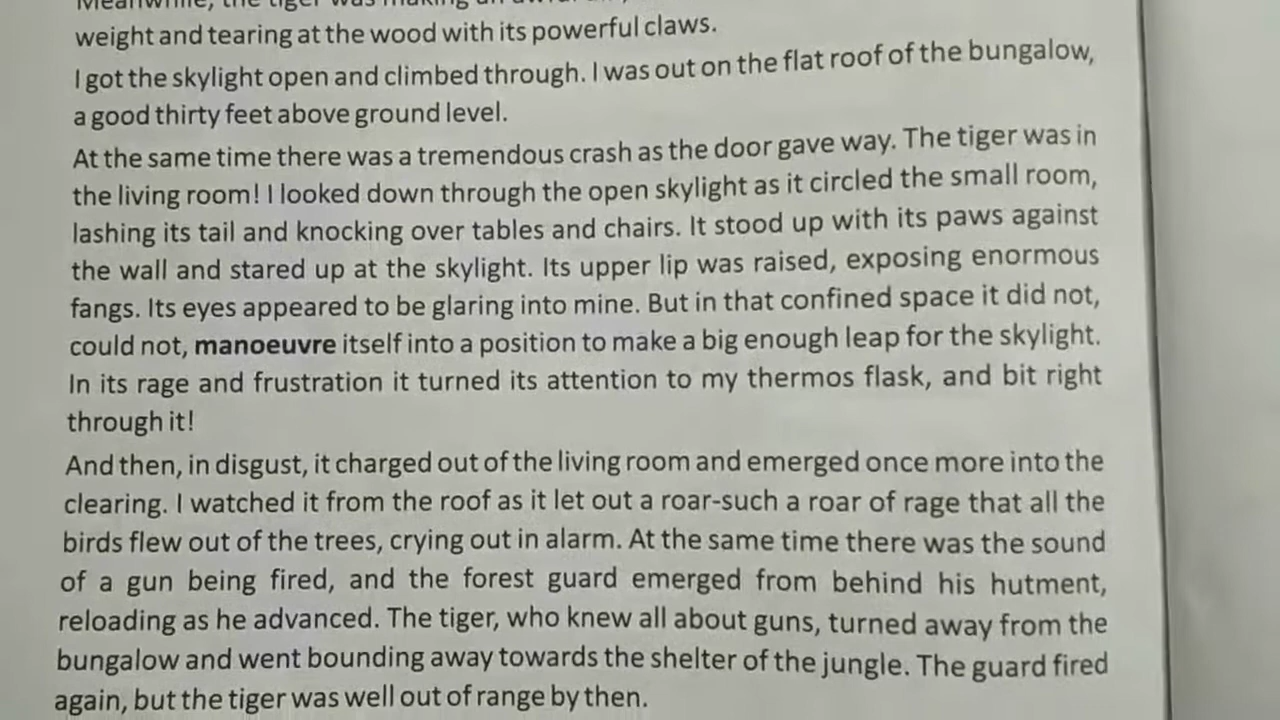 Meanwhile, the tiger was making an
weight and tearing at the wood with its powerful claws.
I got the skylight open and climbed through. I was out on the flat roof of the bungalow,
a good thirty feet above ground level.
At the same time there was a tremendous crash as the door gave way. The tiger was in
the living room! I looked down through the open skylight as it circled the small room,
lashing its tail and knocking over tables and chairs. It stood up with its paws against
the wall and stared up at the skylight. Its upper lip was raised, exposing enormous
fangs. Its eyes appeared to be glaring into mine. But in that confined space it did not,
could not, manoeuvre itself into a position to make a big enough leap for the skylight.
In its rage and frustration it turned its attention to my thermos flask, and bit right
through it!
And then, in disgust, it charged out of the living room and emerged once more into the
clearing. I watched it from the roof as it let out a roar-such a roar of rage that all the
birds flew out of the trees, crying out in alarm. At the same time there was the sound
of a gun being fired, and the forest guard emerged from behind his hutment,
reloading as he advanced. The tiger, who knew all about guns, turned away from the
bungalow and went bounding away towards the shelter of the jungle. The guard fired
again, but the tiger was well out of range by then.